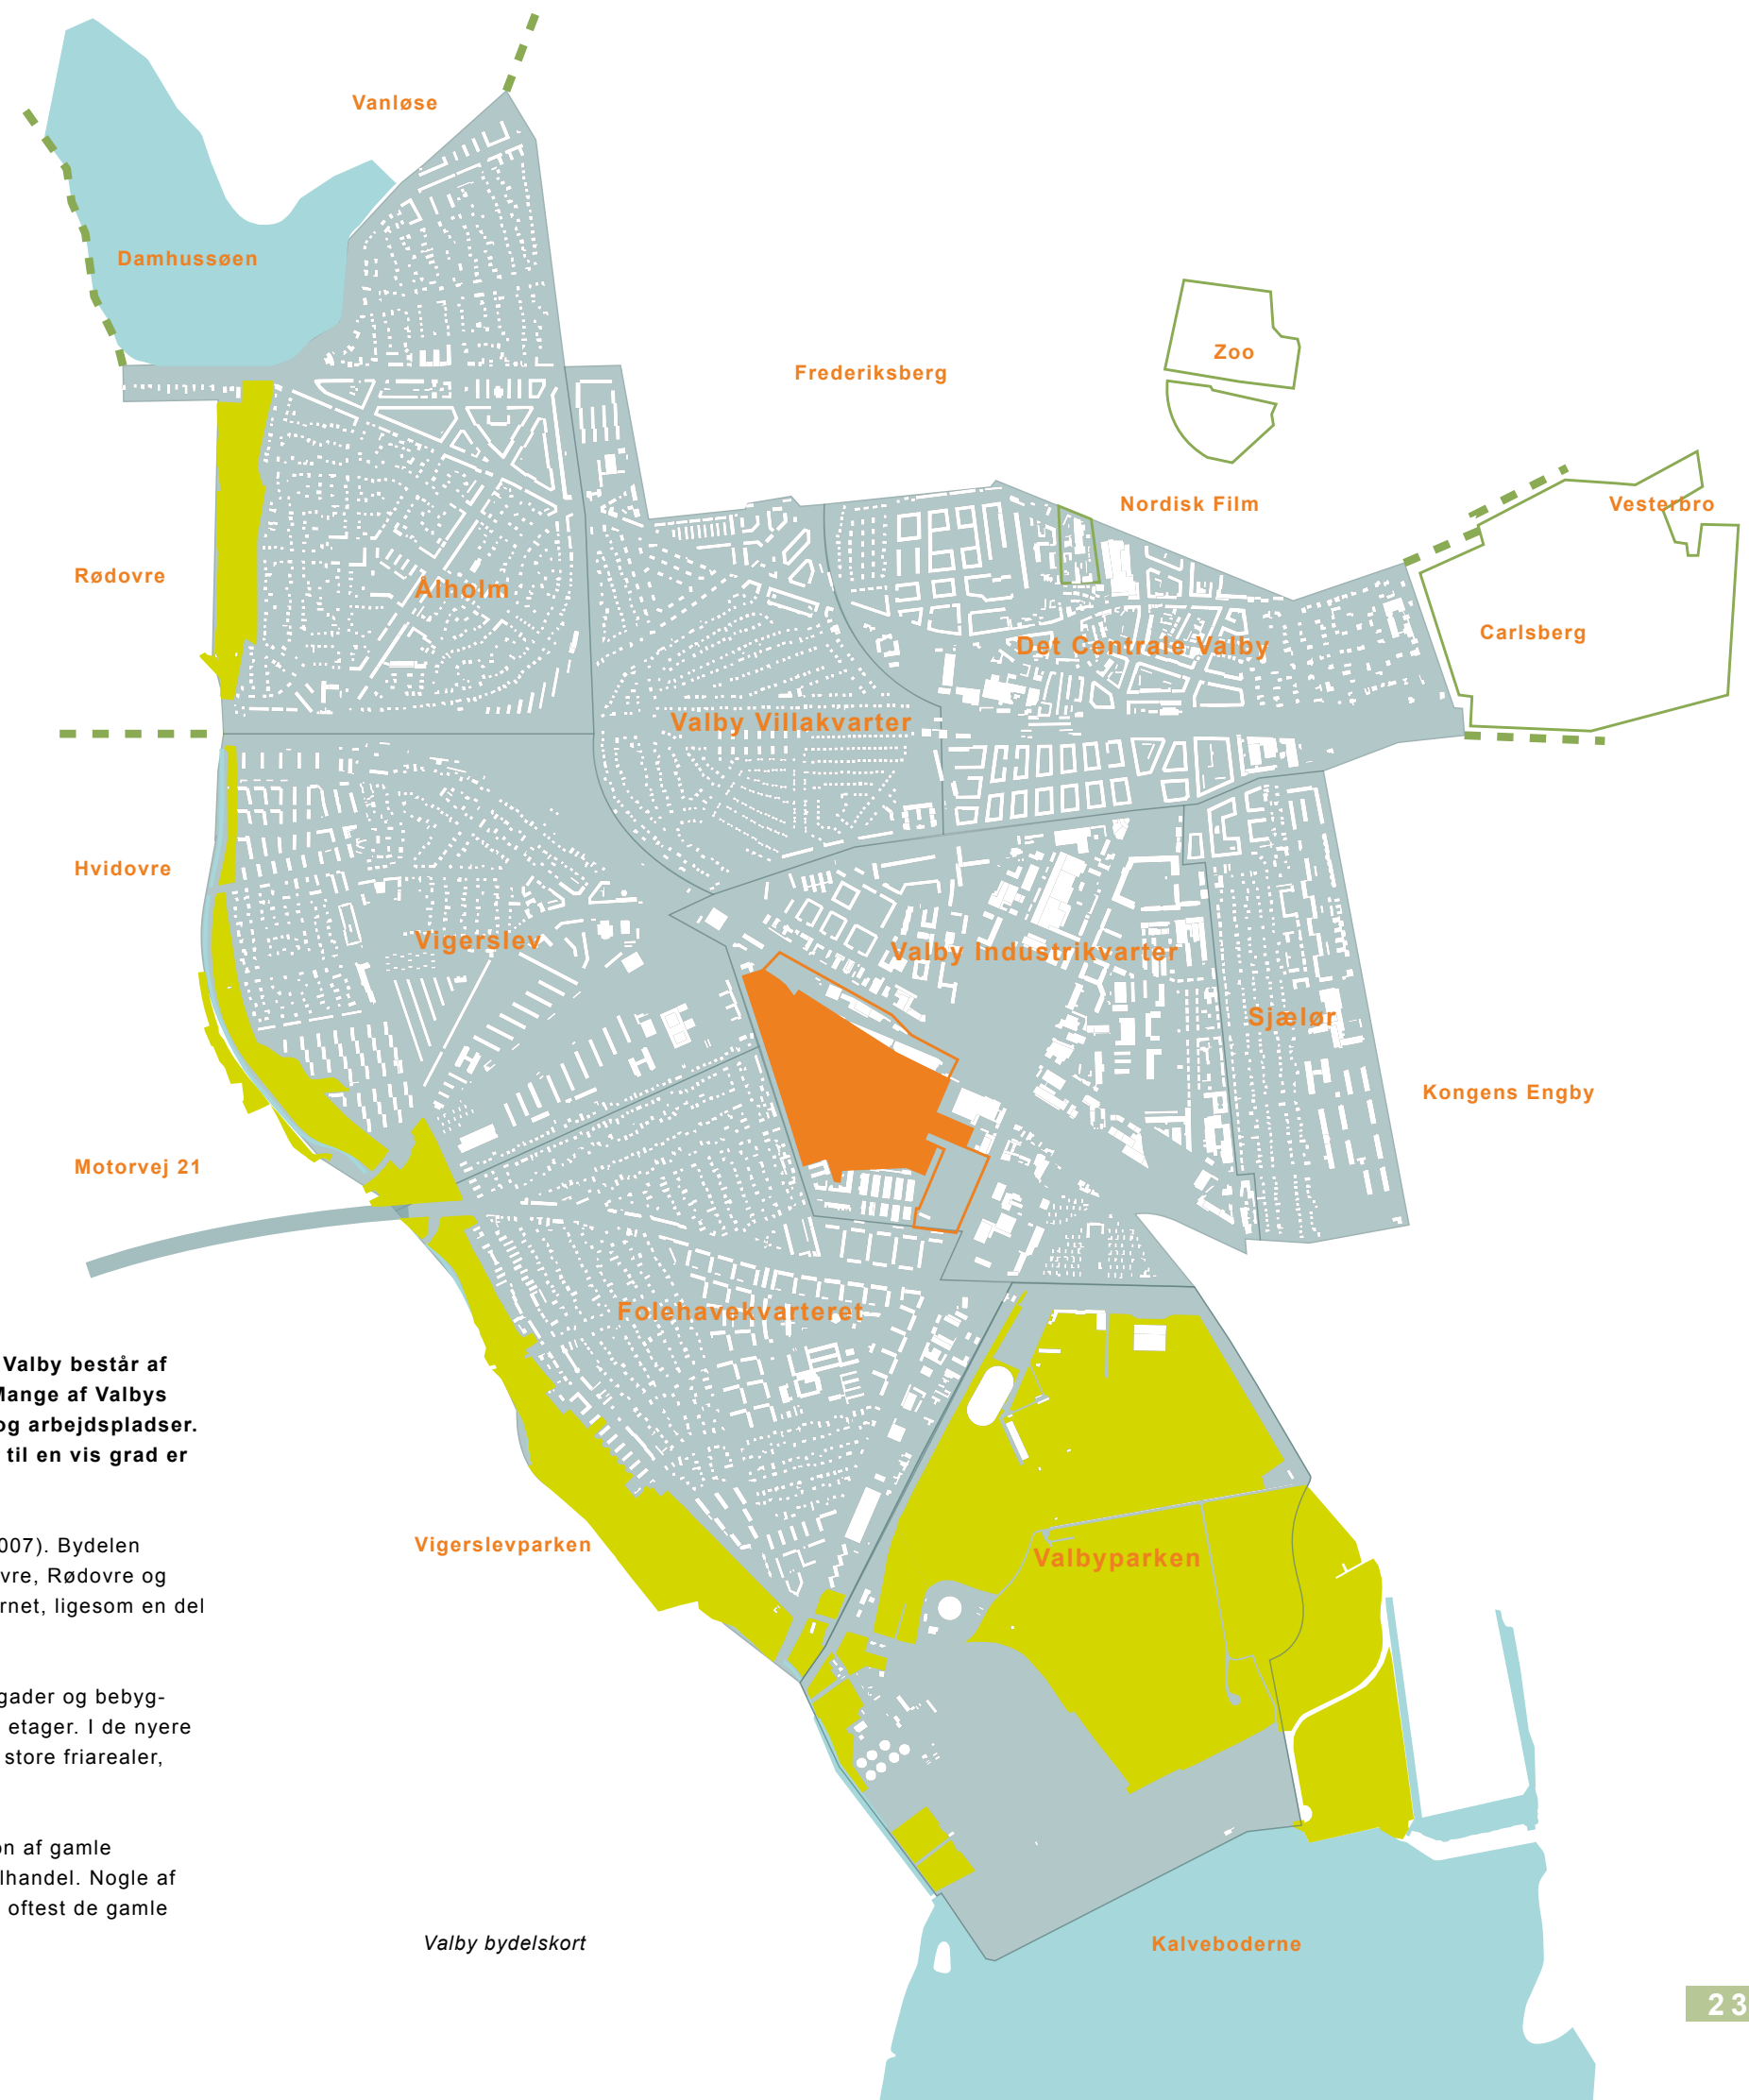 Vanløse
Damhussøen
Zoo
Frederiksberg
Nordisk Film
Vesterbro
Rødovre
Ålholm
Carlsberg
Det Centrale Valby
Valby Villakvarter
Hvidovre
Vigerslev
Valby Industrikvarter
Sjælør
Kongens Engby
Motorvej 21
Folehavekvarteret
Valby består af
Mange af Valbys
og arbejdspladser.
til en vis grad er
Vigerslevparken
Valbyparken
007). Bydelen
vre, Rødovre og
rnet, ligesom en del
gader og bebyg-
etager. I de nyere
store friarealer,
on af gamle
lhandel. Nogle af
oftest de gamle
Valby bydelskort
Kalveboderne
23